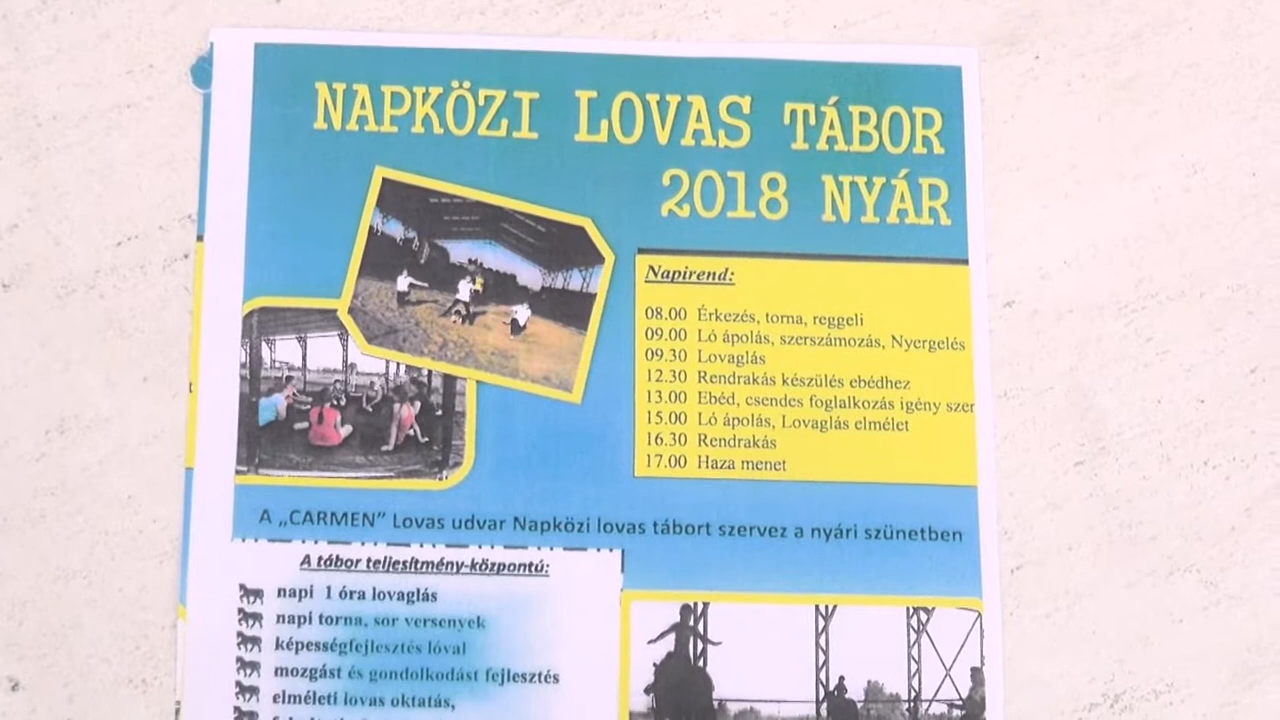 NAPKÖZI LOVAS TÁBOR
2018 NYÁR
Napirend:
08.00 Érkezés, torna, reggeli
09.00 Ló ápolás, szerszámozás, Nyergelés
09.30 Lovaglás
12.30 Rendrakás készülés ebédhez
13.00 Ebéd, csendes foglalkozás igény szer
15.00 Ló ápolás, Lovaglás elmélet
16.30 Rendrakás
17.00 Haza menet
A „CARMEN” Lovas udvar Napközi lovas tábort szervez a nyári szünetben
A tábor teljesítmény-központú:
napi 1 óra lovaglás
napi torna, sor versenyek
képességfejlesztés lóval
mozgást és gondolkodást fejlesztés
elméleti lovas oktatás,